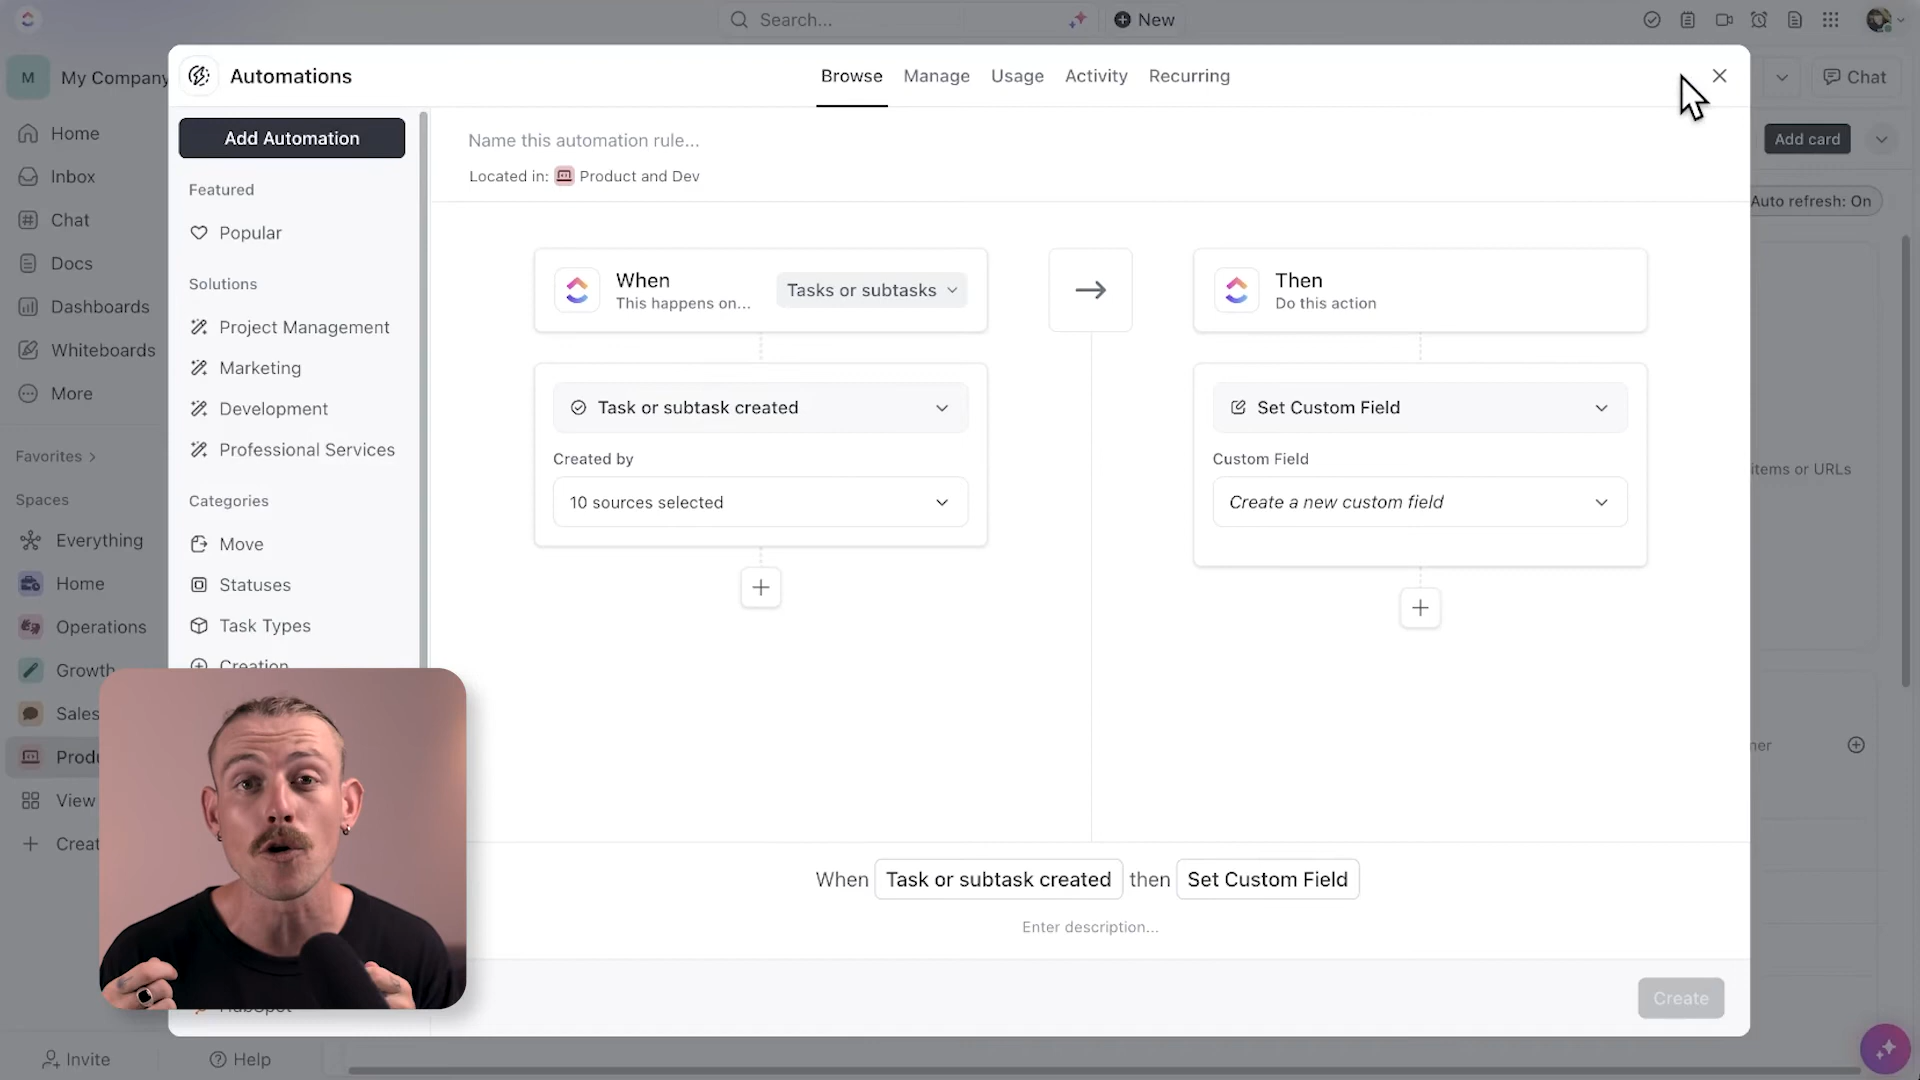 Search...
New
M
My Company
Chat
Home
Inbox
Chat
Docs
Dashboards
Whiteboards
More
Favorites
Spaces
Everything
Home
Operations
Growth
Sales
Produ
View
Creat
Invite
Help
Automations
Browse
Manage
Usage
Activity
Recurring
Add Automation
Featured
Popular
Solutions
Project Management
Marketing
Development
Professional Services
Categories
Move
Statuses
Task Types
Creation
HubSpot
Name this automation rule...
Located in: Product and Dev
When
This happens on...
Tasks or subtasks
Task or subtask created
Created by
10 sources selected
Then
Do this action
Set Custom Field
Custom Field
Create a new custom field
When Task or subtask created then Set Custom Field
Enter description...
Create
Add card
Auto refresh: On
items or URLs
ner